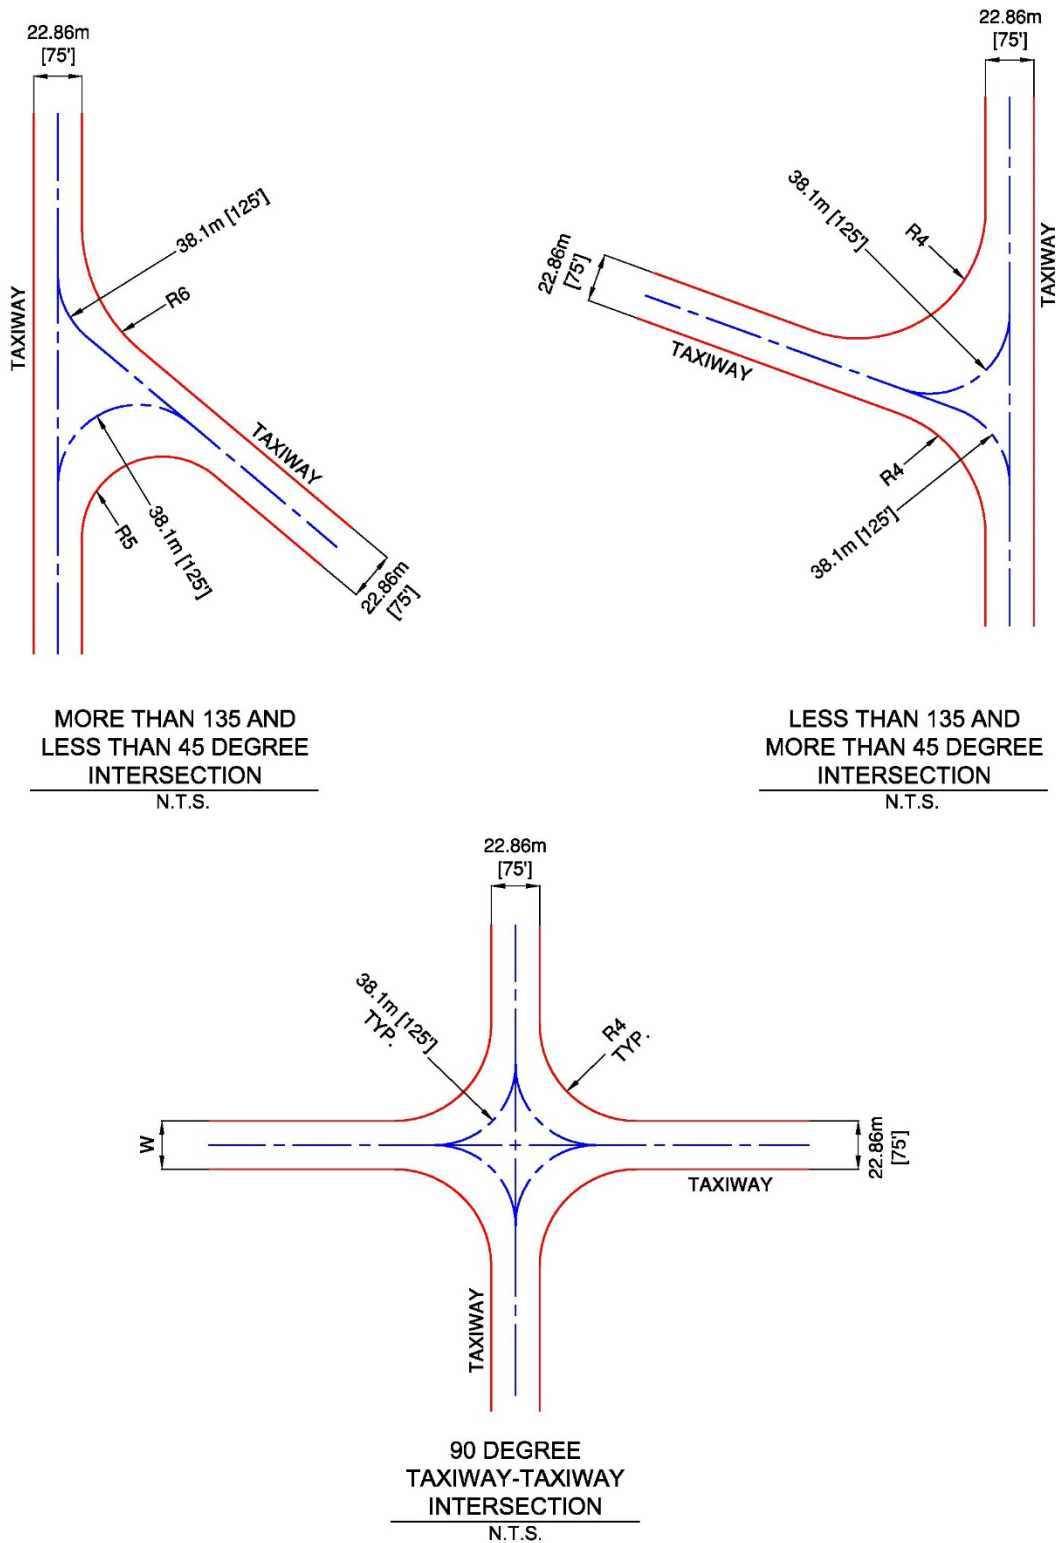 22.86m
[75']
TAXIWAY
38.1m [125']
R6
TAXIWAY
R5
38.1m [125']
22.86m
[75']
MORE THAN 135 AND
LESS THAN 45 DEGREE
INTERSECTION
N.T.S.
22.86m
[75']
38.1m [125']
R4
TAXIWAY
22.86m
[75']
TAXIWAY
R4
38.1m [125']
LESS THAN 135 AND
MORE THAN 45 DEGREE
INTERSECTION
N.T.S.
22.86m
[75']
38.1m [125']
TYP.
R4
TYP.
W
22.86m
[75']
TAXIWAY
TAXIWAY
90 DEGREE
TAXIWAY-TAXIWAY
INTERSECTION
N.T.S.